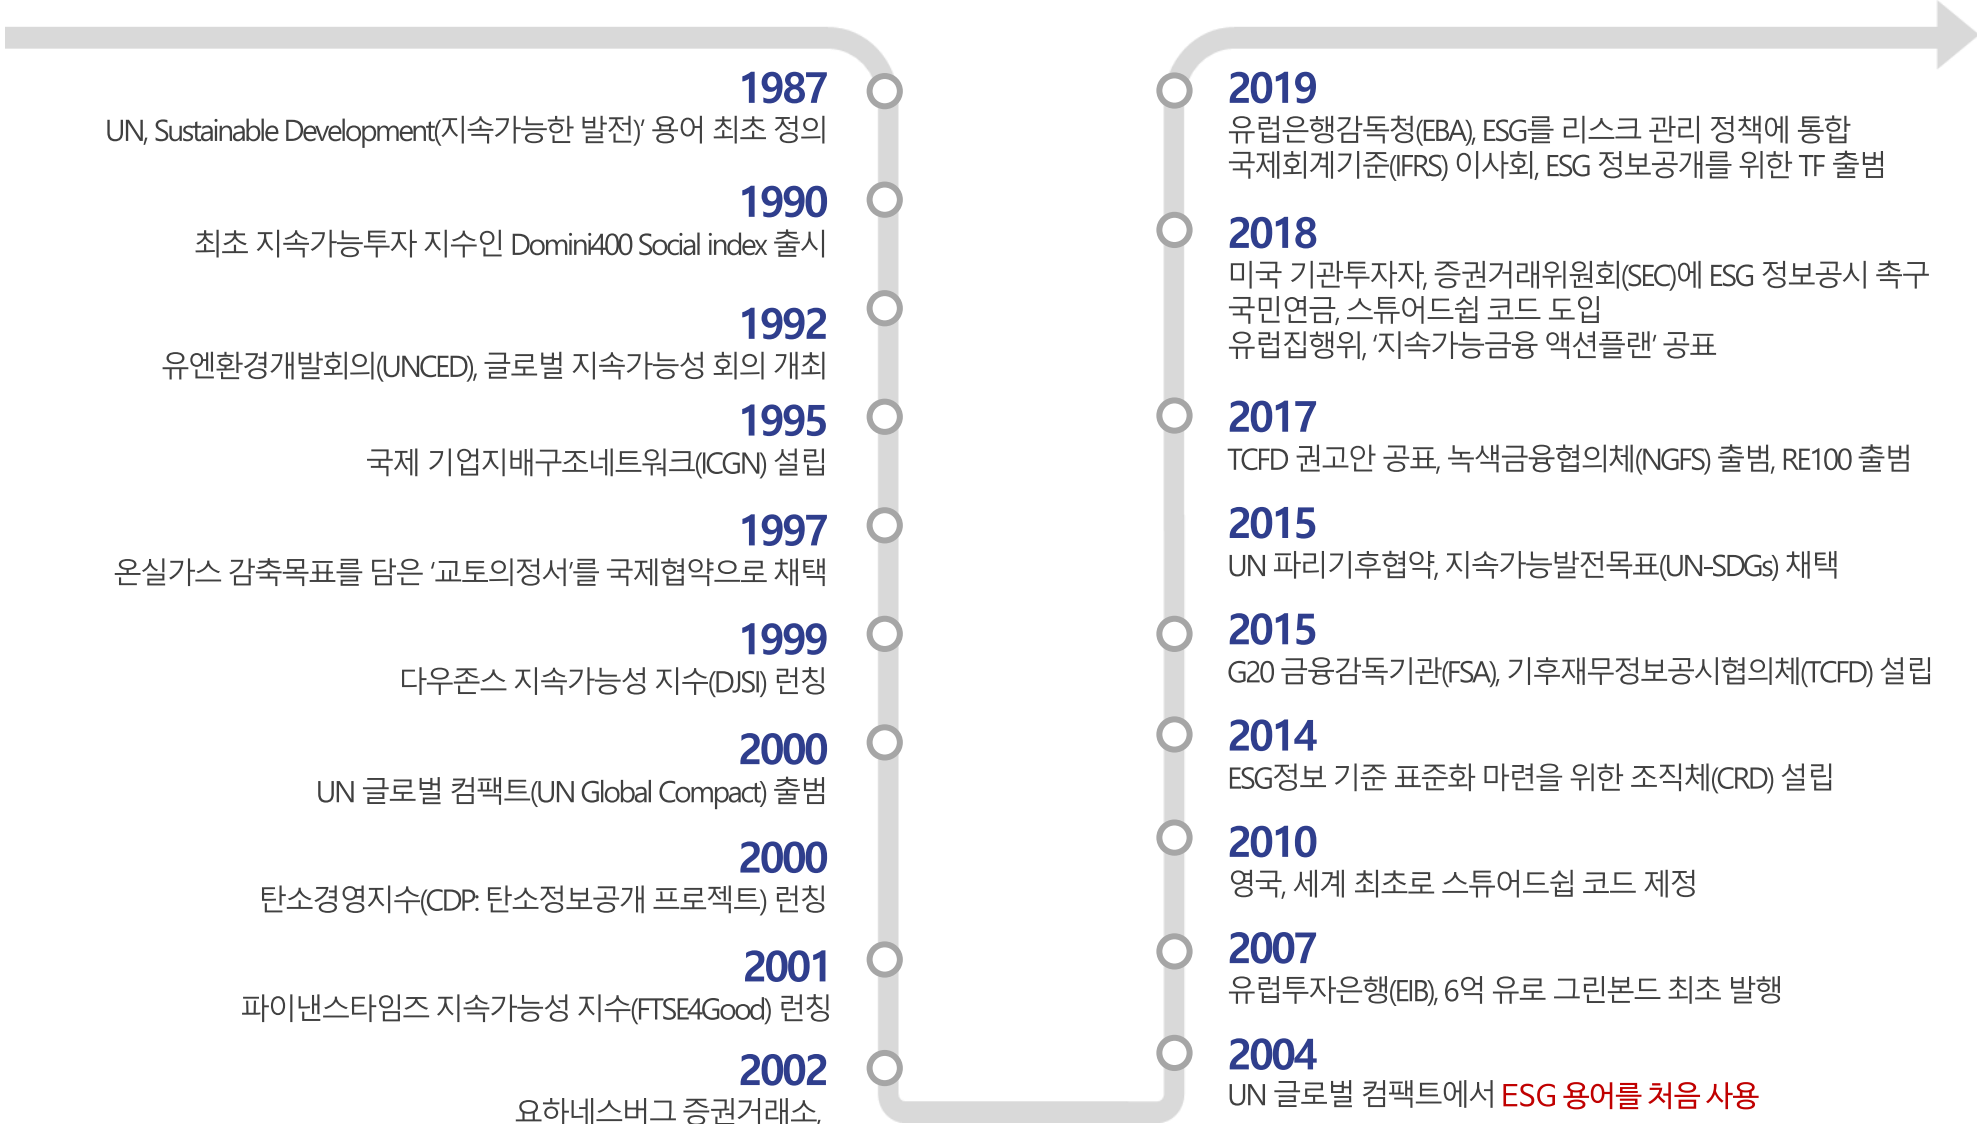 1987
UN, Sustainable Development(지속가능한 발전)’ 용어 최초 정의
1990
최초 지속가능투자 지수인 Domini400 Social index 출시
1992
유엔환경개발회의(UNCED), 글로벌 지속가능성 회의 개최
1995
국제 기업지배구조네트워크(ICGN) 설립
1997
온실가스 감축목표를 담은 ‘교토의정서’를 국제협약으로 채택
1999
다우존스 지속가능성 지수(DJSI) 런칭
2000
UN 글로벌 컴팩트(UN Global Compact) 출범
2000
탄소경영지수(CDP: 탄소정보공개 프로젝트) 런칭
2001
파이낸스타임즈 지속가능성 지수(FTSE4Good) 런칭
2002
요하네스버그 증권거래소,
2019
유럽은행감독청(EBA), ESG를 리스크 관리 정책에 통합
국제회계기준(IFRS) 이사회, ESG 정보공개를 위한 TF 출범
2018
미국 기관투자자, 증권거래위원회(SEC)에 ESG 정보공시 촉구
국민연금, 스튜어드쉽 코드 도입
유럽집행위, ‘지속가능금융 액션플랜’ 공표
2017
TCFD 권고안 공표, 녹색금융협의체(NGFS) 출범, RE100 출범
2015
UN 파리기후협약, 지속가능발전목표(UN-SDGs) 채택
2015
G20 금융감독기관(FSA), 기후재무정보공시협의체(TCFD) 설립
2014
ESG정보 기준 표준화 마련을 위한 조직체(CRD) 설립
2010
영국, 세계 최초로 스튜어드쉽 코드 제정
2007
유럽투자은행(EIB), 6억 유로 그린본드 최초 발행
2004
UN 글로벌 컴팩트에서 ESG 용어를 처음 사용